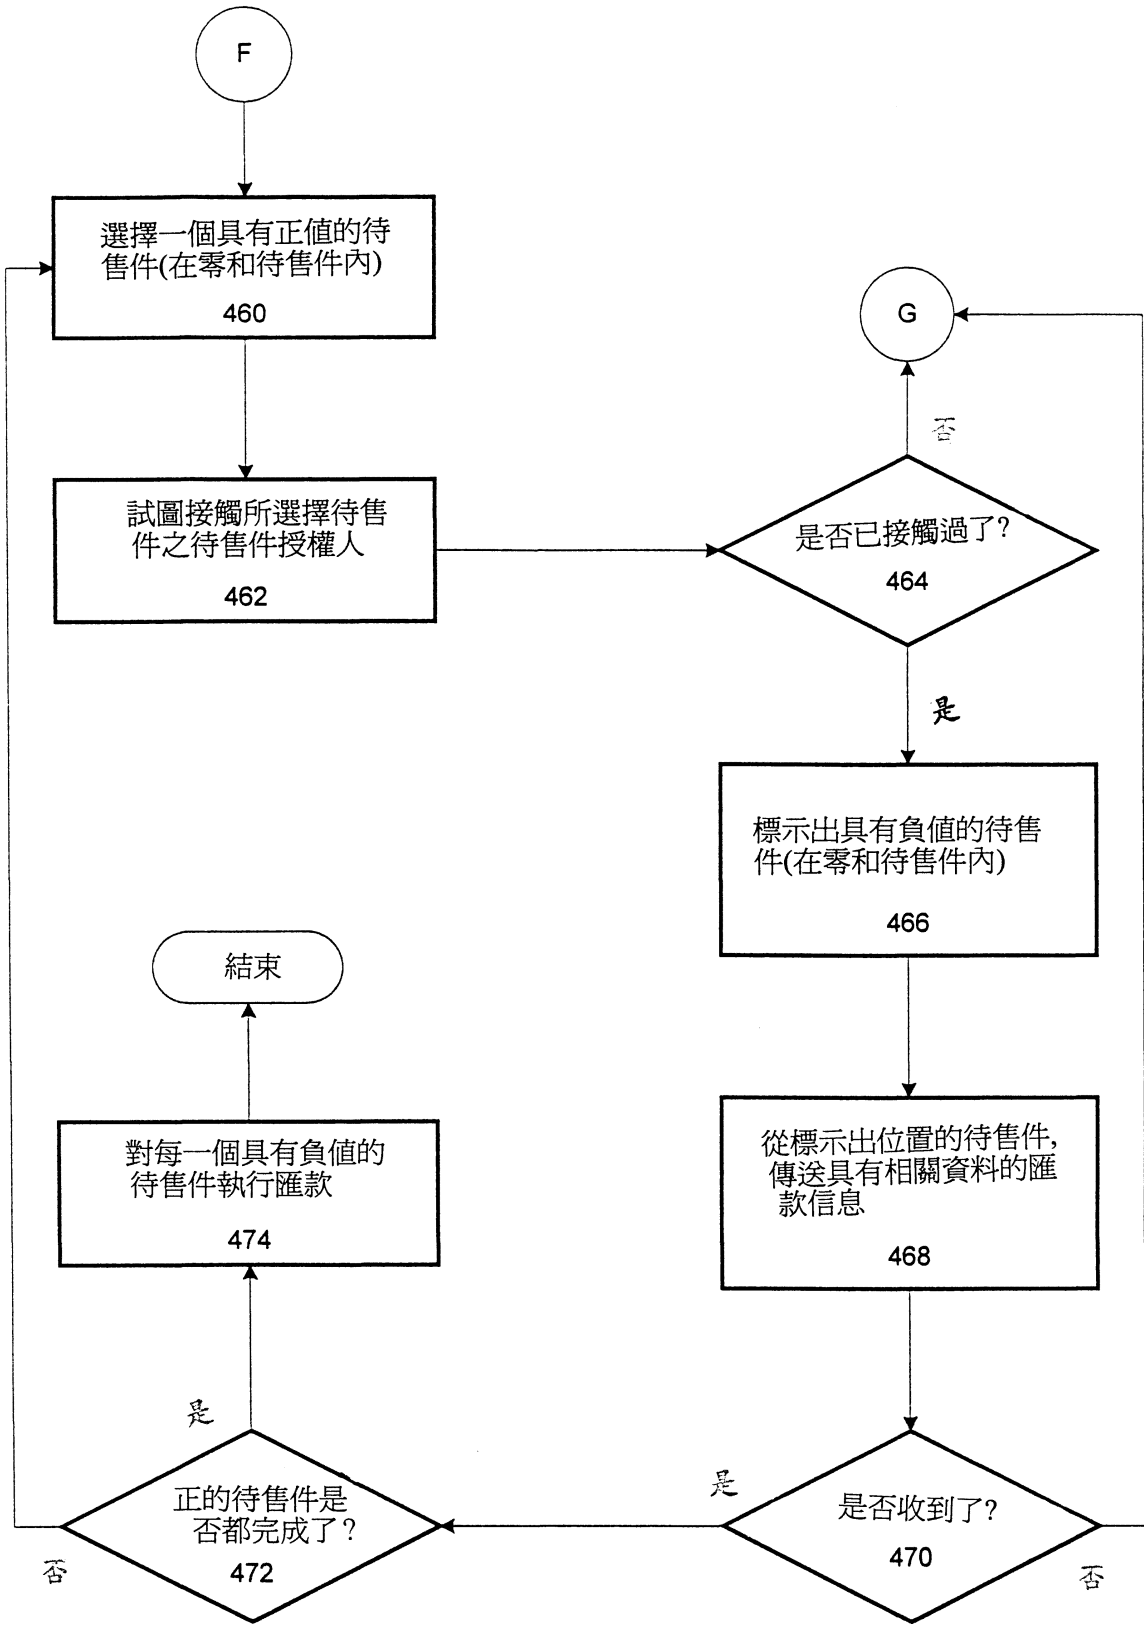 F
選擇一個具有正值的待
售件(在零和待售件內)
460
G
否
試圖接觸所選擇待售
件之待售件授權人
462
是否已接觸過了?
464
是
標示出具有負值的待售
件(在零和待售件內)
466
結束
從標示出位置的待售件,
傳送具有相關資料的匯
款信息
468
對每一個具有負值的
待售件執行匯款
474
是
正的待售件是
否都完成了?
472
否
是
是否收到了?
470
否